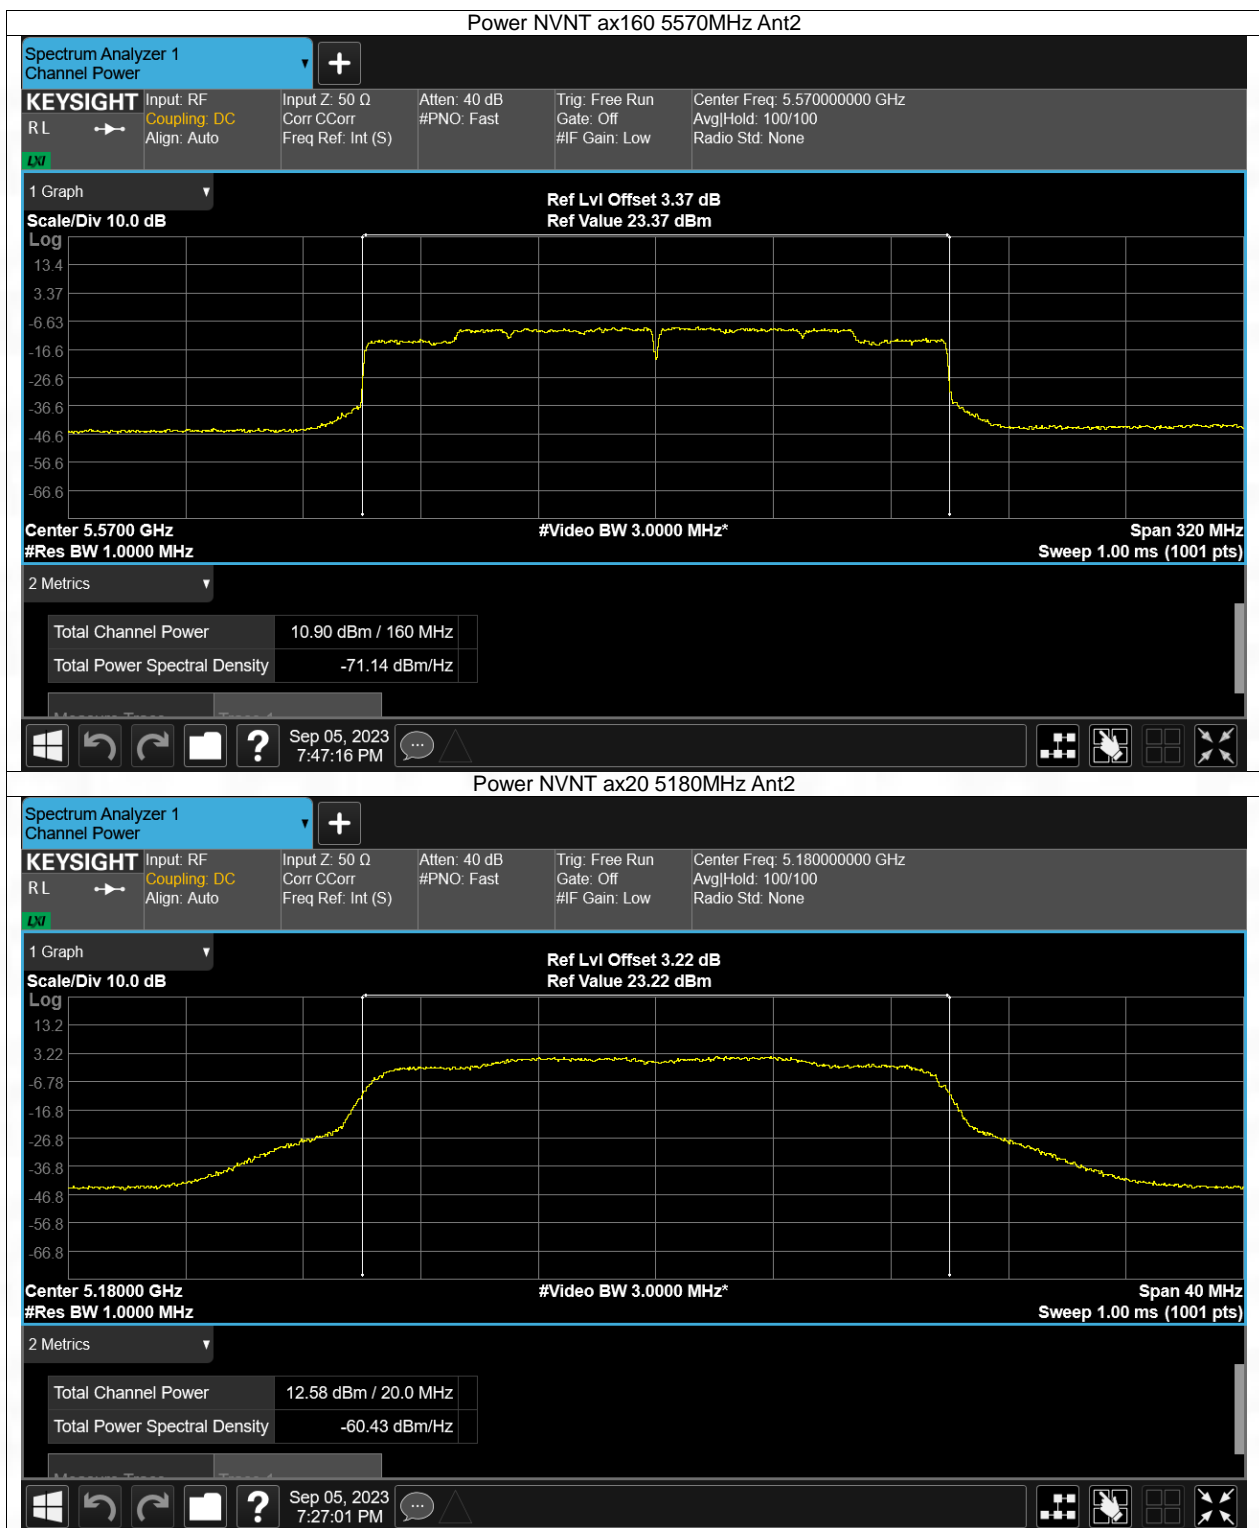 Power NVNT ax160 5570MHz Ant2
Spectrum Analyzer 1
Channel Power
KEYSIGHT
R L
LXI
Input: RF
Coupling: DC
Align: Auto
Input Z: 50 Ω
Corr CCorr
Freq Ref: Int (S)
Atten: 40 dB
#PNO: Fast
Trig: Free Run
Gate: Off
#IF Gain: Low
Center Freq: 5.570000000 GHz
Avg|Hold: 100/100
Radio Std: None
1 Graph
Scale/Div 10.0 dB
Ref Lvl Offset 3.37 dB
Ref Value 23.37 dBm
Log
13.4
3.37
-6.63
-16.6
-26.6
-36.6
-46.6
-56.6
-66.6
Center 5.5700 GHz
#Video BW 3.0000 MHz*
Span 320 MHz
#Res BW 1.0000 MHz
Sweep 1.00 ms (1001 pts)
2 Metrics
Total Channel Power 10.90 dBm / 160 MHz
Total Power Spectral Density -71.14 dBm/Hz
?
Sep 05, 2023
7:47:16 PM
Power NVNT ax20 5180MHz Ant2
Spectrum Analyzer 1
Channel Power
KEYSIGHT
R L
LXI
Input: RF
Coupling: DC
Align: Auto
Input Z: 50 Ω
Corr CCorr
Freq Ref: Int (S)
Atten: 40 dB
#PNO: Fast
Trig: Free Run
Gate: Off
#IF Gain: Low
Center Freq: 5.180000000 GHz
Avg|Hold: 100/100
Radio Std: None
1 Graph
Scale/Div 10.0 dB
Ref Lvl Offset 3.22 dB
Ref Value 23.22 dBm
Log
13.2
3.22
-6.78
-16.8
-26.8
-36.8
-46.8
-56.8
-66.8
Center 5.18000 GHz
#Video BW 3.0000 MHz*
Span 40 MHz
#Res BW 1.0000 MHz
Sweep 1.00 ms (1001 pts)
2 Metrics
Total Channel Power 12.58 dBm / 20.0 MHz
Total Power Spectral Density -60.43 dBm/Hz
?
Sep 05, 2023
7:27:01 PM